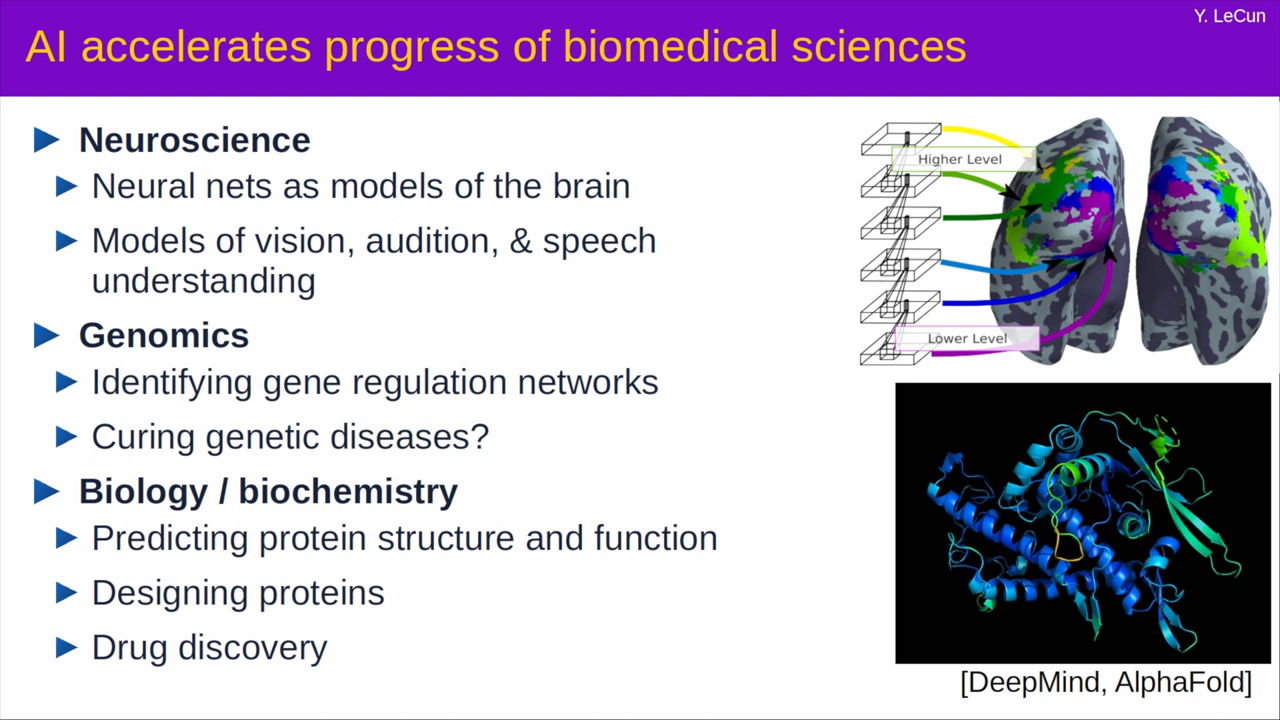 Y. LeCun
AI accelerates progress of biomedical sciences
Neuroscience
Neural nets as models of the brain
Models of vision, audition, & speech
understanding
Genomics
Identifying gene regulation networks
Curing genetic diseases?
Biology / biochemistry
Predicting protein structure and function
Designing proteins
Drug discovery
Higher Level
Lower Level
[DeepMind, AlphaFold]